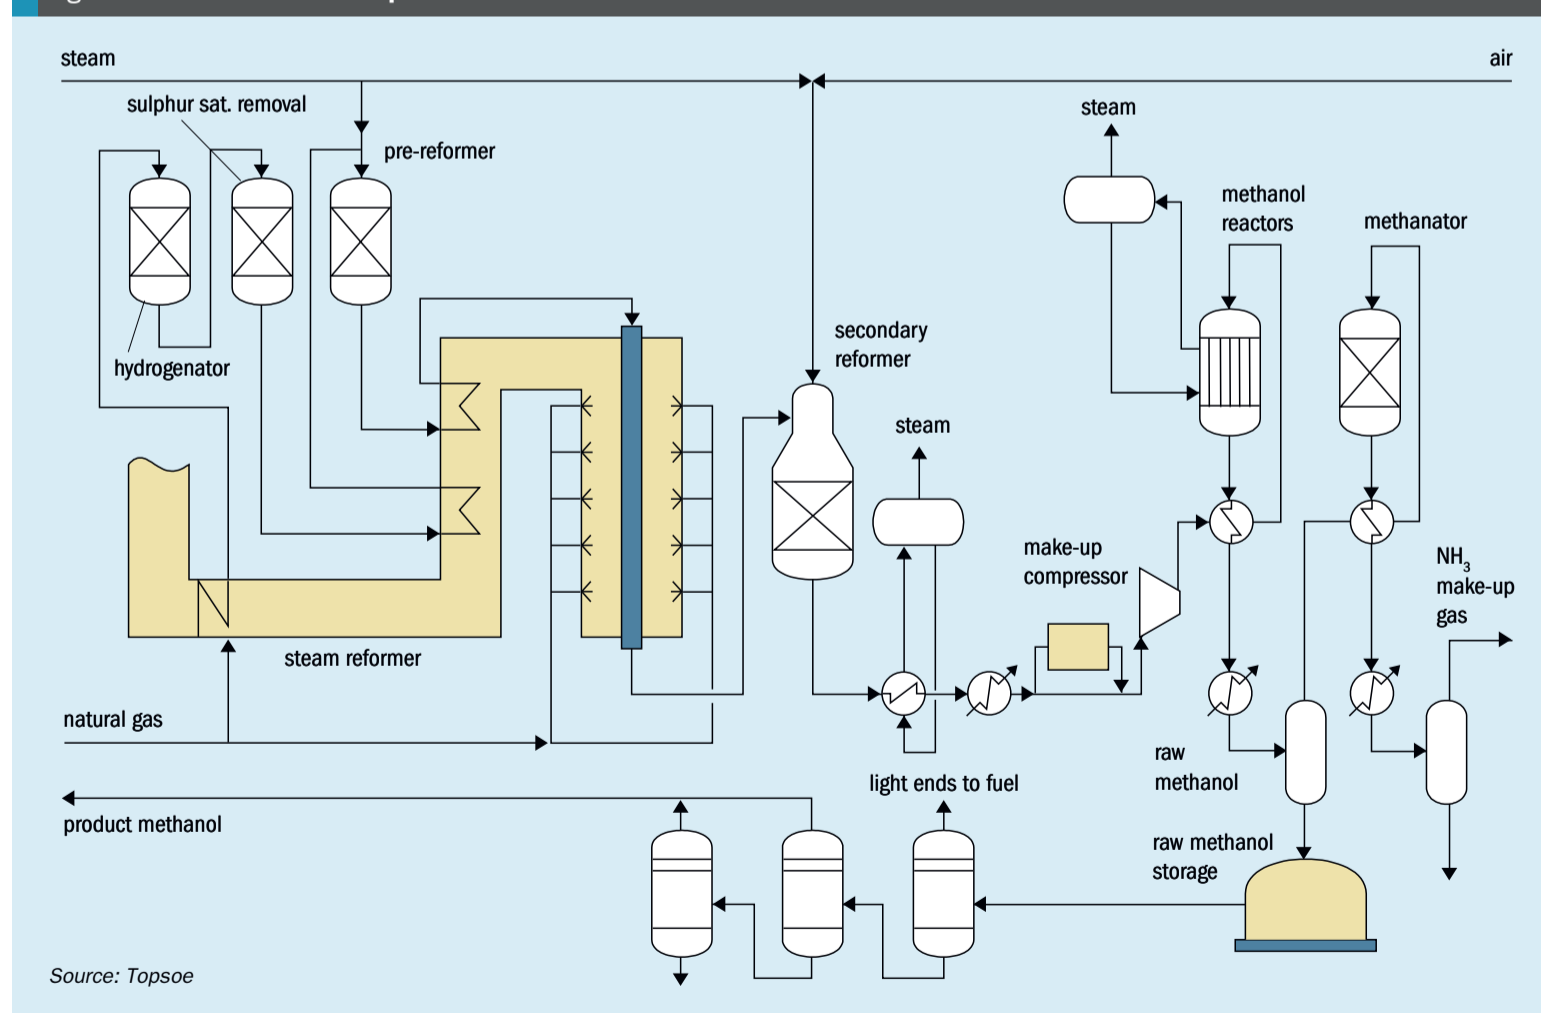 steam
air
sulphur sat. removal
steam
pre-reformer
methanol
reactors
methanator
secondary
reformer
hydrogenator
steam
make-up
compressor
NH3
make-up
gas
steam reformer
natural gas
raw
methanol
light ends to fuel
product methanol
raw methanol
storage
Source: Topsoe